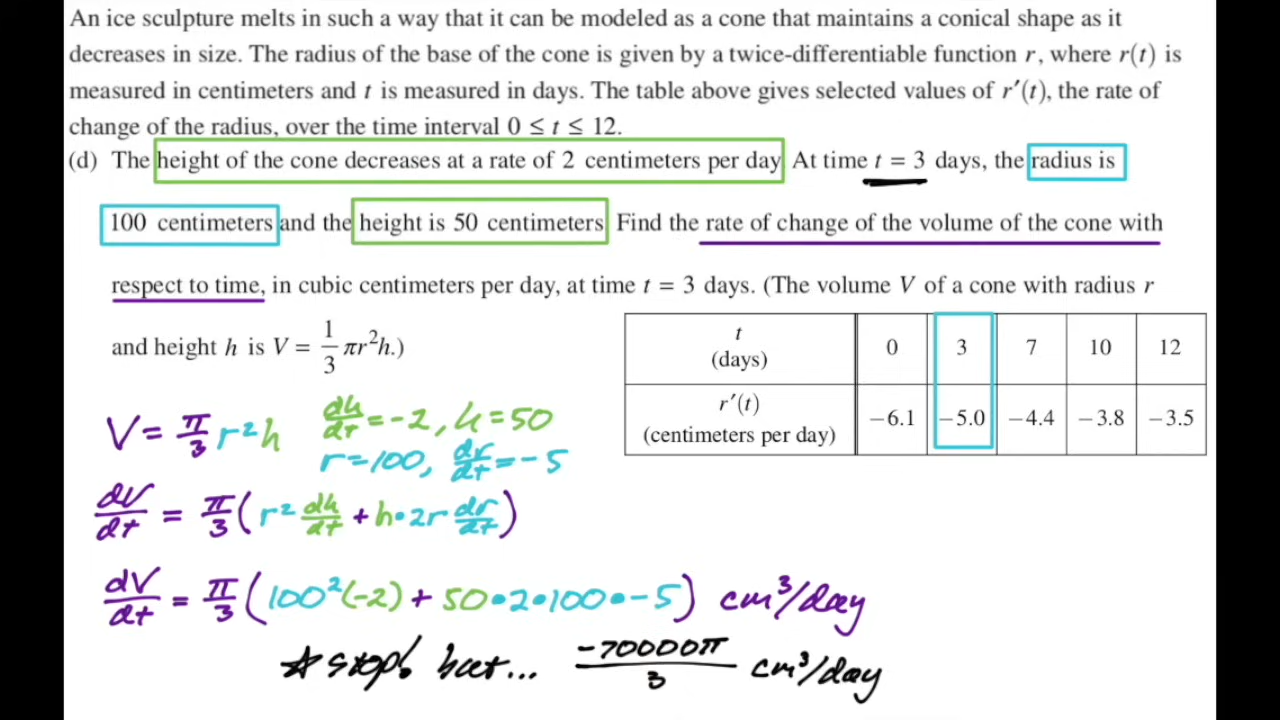 An ice sculpture melts in such a way that it can be modeled as a cone that maintains a conical shape as it
decreases in size. The radius of the base of the cone is given by a twice-differentiable function r, where r(t) is
measured in centimeters and t is measured in days. The table above gives selected values of r′(t), the rate of
change of the radius, over the time interval 0 ≤ t ≤ 12.
(d) The height of the cone decreases at a rate of 2 centimeters per day. At time t = 3 days, the radius is
100 centimeters and the height is 50 centimeters. Find the rate of change of the volume of the cone with
respect to time, in cubic centimeters per day, at time t = 3 days. (The volume V of a cone with radius r
and height h is V = 1/3 πr²h.)
t (days) 0 3 7 10 12
r′(t) (centimeters per day) −6.1 −5.0 −4.4 −3.8 −3.5
V = π/3 r²h
dh/dt = -2, h = 50
r = 100, dr/dt = -5
dV/dt = π/3 (r² dh/dt + h•2r dr/dt)
dV/dt = π/3 (100²(-2) + 50•2•100•-5) cm³/day
* stop! but... -70000π/3 cm³/day